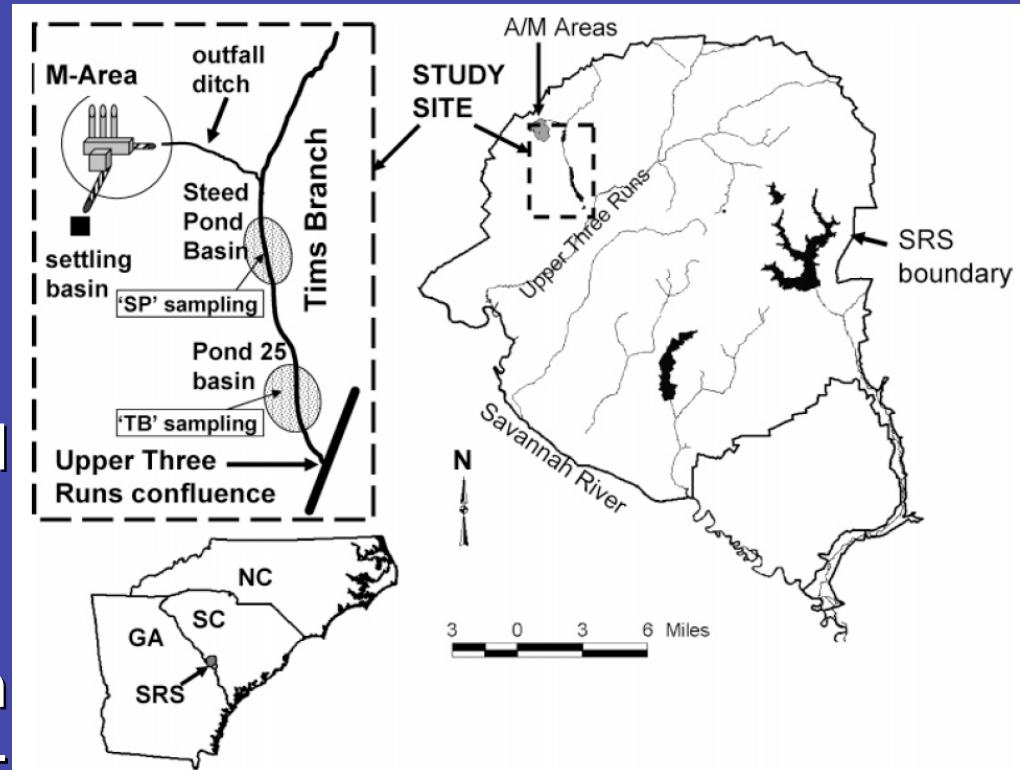 M-Area
outfall
ditch
Steed
Pond
Basin
settling
basin
'SP' sampling
Tims Branch
Pond 25
basin
'TB' sampling
Upper Three
Runs confluence
A/M Areas
STUDY
SITE
Upper Three Runs
SRS
boundary
Savannah River
N
3 0 3 6 Miles
NC
SC
GA
SRS